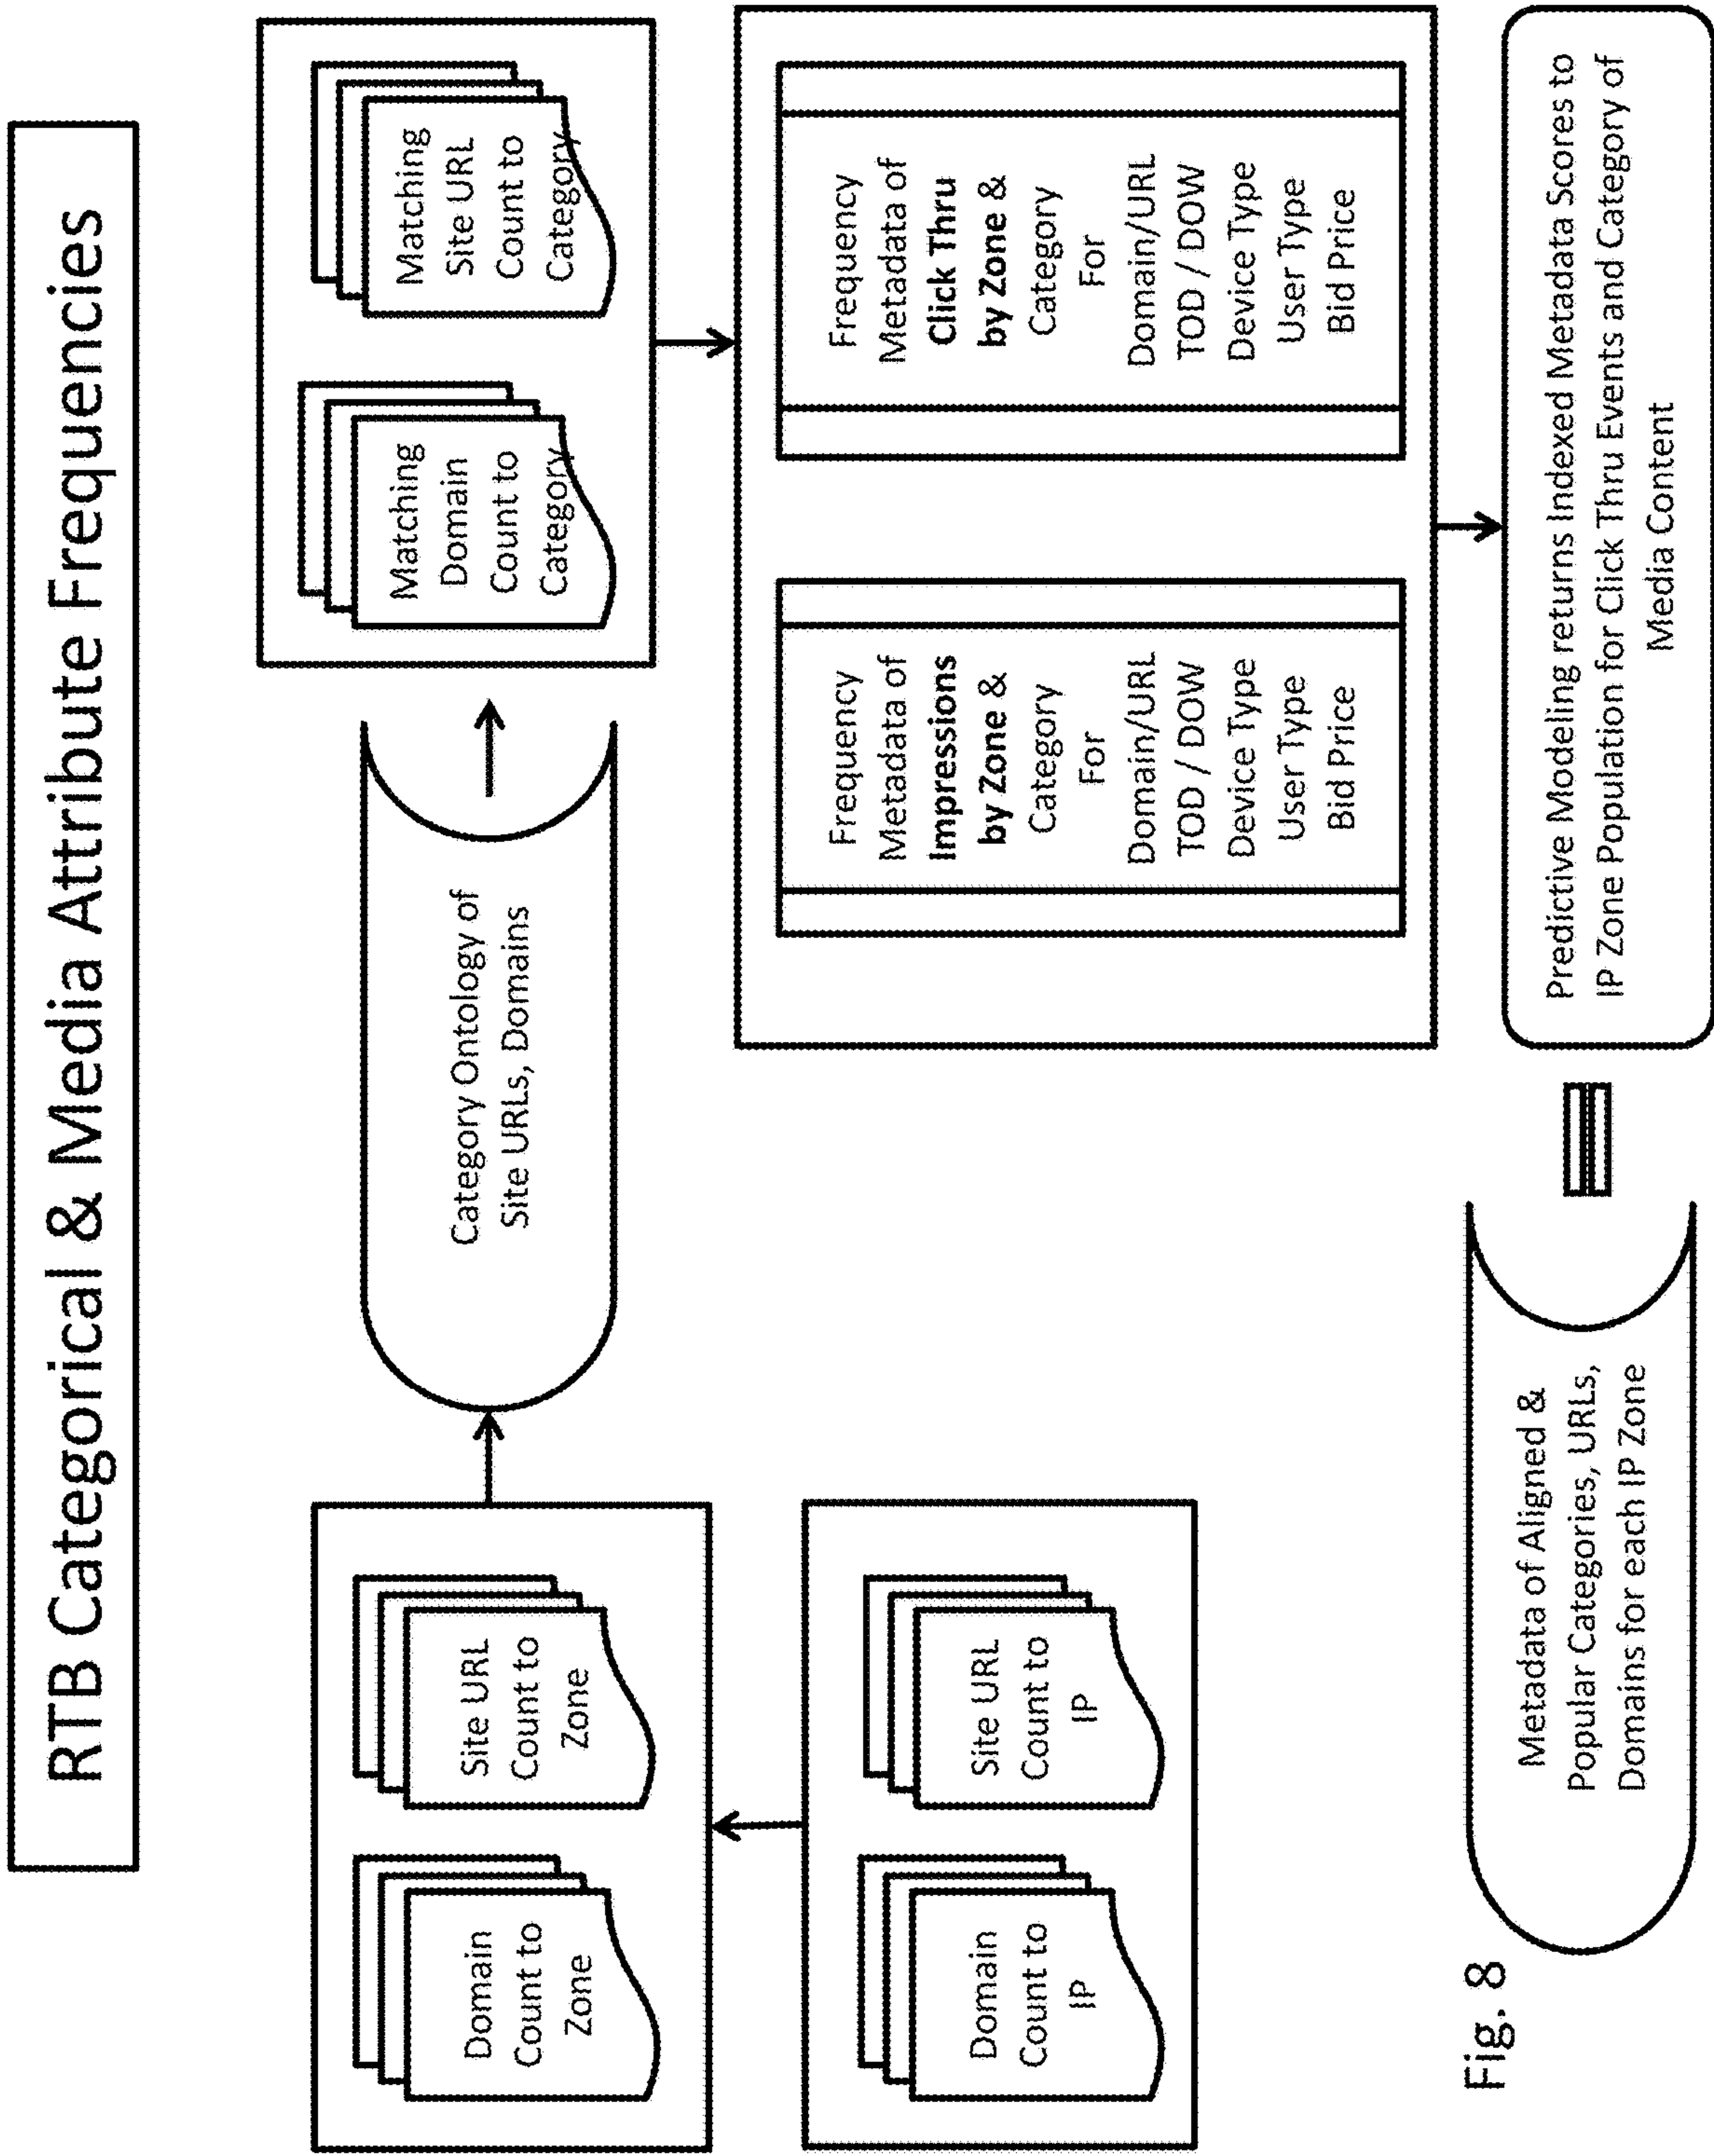 RTB Categorical & Media Attribute Frequencies
Domain
Count to
Zone
Site URL
Count to
Zone
Domain
Count to
IP
Site URL
Count to
IP
Category Ontology of
Site URLs, Domains
Matching
Domain
Count to
Category
Matching
Site URL
Count to
Category
Frequency
Metadata of
Impressions
by Zone &
Category
For
Domain/URL
TOD / DOW
Device Type
User Type
Bid Price
Frequency
Metadata of
Click Thru
by Zone &
Category
For
Domain/URL
TOD / DOW
Device Type
User Type
Bid Price
Predictive Modeling returns Indexed Metadata Scores to
IP Zone Population for Click Thru Events and Category of
Media Content
Metadata of Aligned &
Popular Categories, URLs,
Domains for each IP Zone
Fig. 8